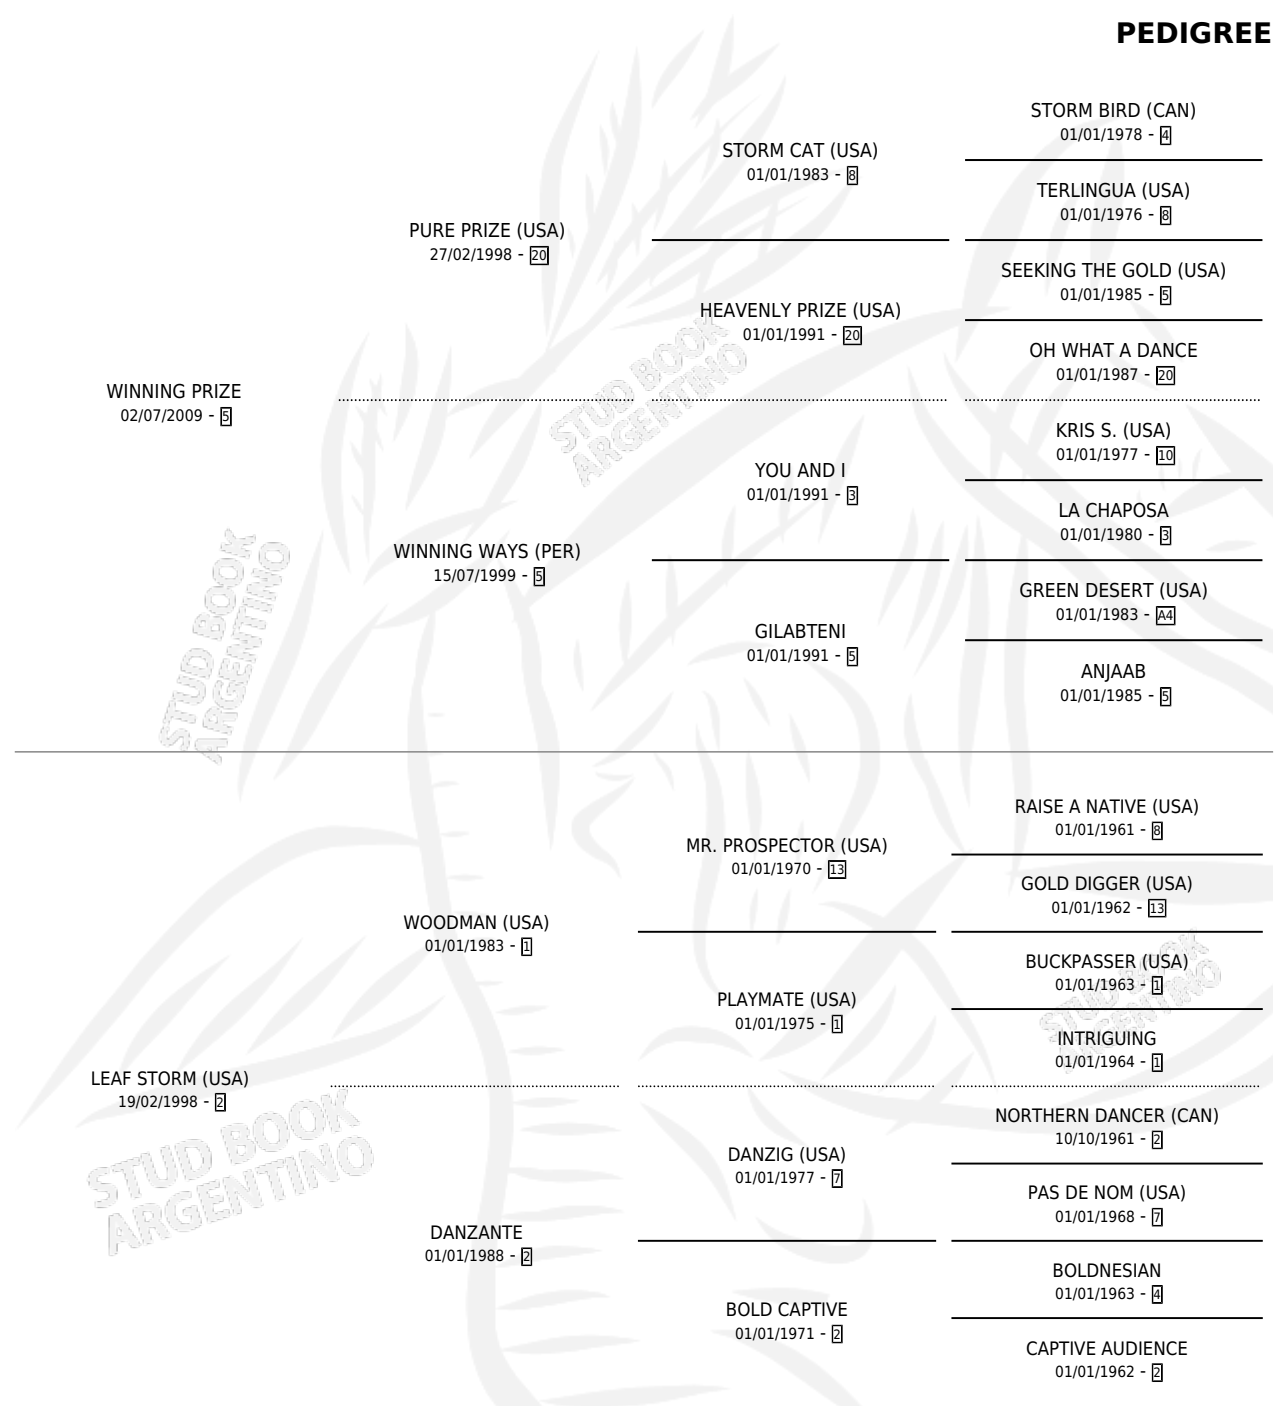 PEDIGREE
STORM BIRD (CAN)
01/01/1978 - 4
STORM CAT (USA)
01/01/1983 - 8
TERLINGUA (USA)
01/01/1976 - 8
PURE PRIZE (USA)
27/02/1998 - 20
SEEKING THE GOLD (USA)
01/01/1985 - 5
HEAVENLY PRIZE (USA)
01/01/1991 - 20
OH WHAT A DANCE
01/01/1987 - 20
WINNING PRIZE
02/07/2009 - 5
KRIS S. (USA)
01/01/1977 - 10
YOU AND I
01/01/1991 - 3
LA CHAPOSA
01/01/1980 - 3
WINNING WAYS (PER)
15/07/1999 - 5
GREEN DESERT (USA)
01/01/1983 - A4
GILABTENI
01/01/1991 - 5
ANJAAB
01/01/1985 - 5
RAISE A NATIVE (USA)
01/01/1961 - 8
MR. PROSPECTOR (USA)
01/01/1970 - 13
GOLD DIGGER (USA)
01/01/1962 - 13
WOODMAN (USA)
01/01/1983 - 1
BUCKPASSER (USA)
01/01/1963 - 1
PLAYMATE (USA)
01/01/1975 - 1
INTRIGUING
01/01/1964 - 1
LEAF STORM (USA)
19/02/1998 - 2
NORTHERN DANCER (CAN)
10/10/1961 - 2
DANZIG (USA)
01/01/1977 - 7
PAS DE NOM (USA)
01/01/1968 - 7
DANZANTE
01/01/1988 - 2
BOLDNESIAN
01/01/1963 - 4
BOLD CAPTIVE
01/01/1971 - 2
CAPTIVE AUDIENCE
01/01/1962 - 2
STUD BOOK
ARGENTINO
STUD BOOK
ARGENTINO
STUD BOOK
ARGENTINO
STUD BOOK
ARGENTINO